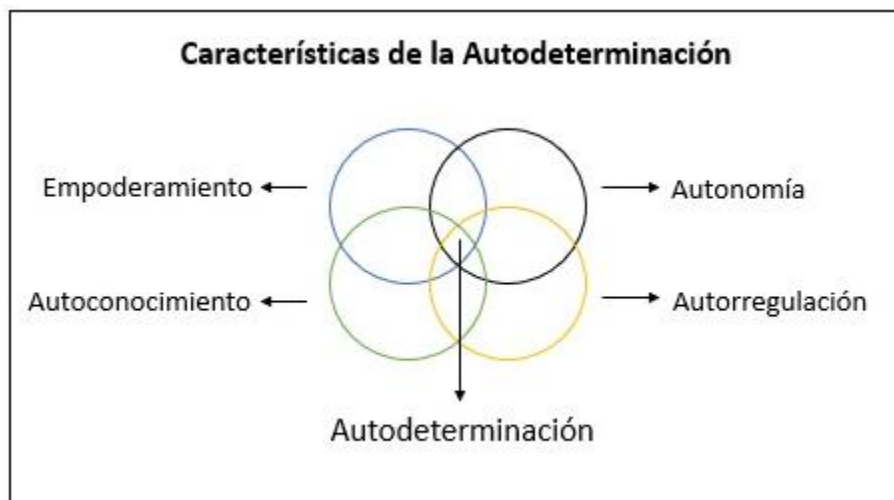 Características de la Autodeterminación
Empoderamiento
Autonomía
Autoconocimiento
Autorregulación
Autodeterminación